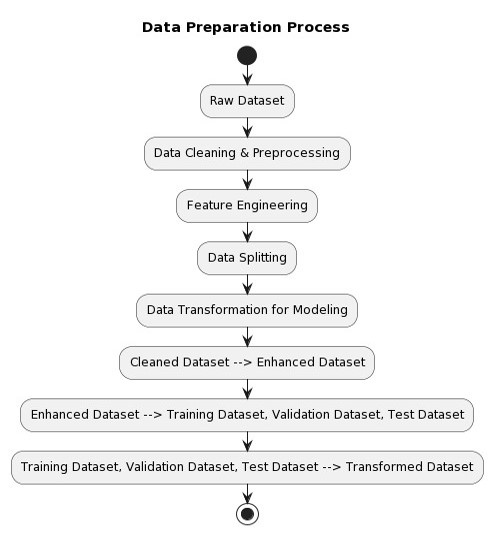 Data Preparation Process
Raw Dataset
Data Cleaning & Preprocessing
Feature Engineering
Data Splitting
Data Transformation for Modeling
Cleaned Dataset --> Enhanced Dataset
Enhanced Dataset --> Training Dataset, Validation Dataset, Test Dataset
Training Dataset, Validation Dataset, Test Dataset --> Transformed Dataset